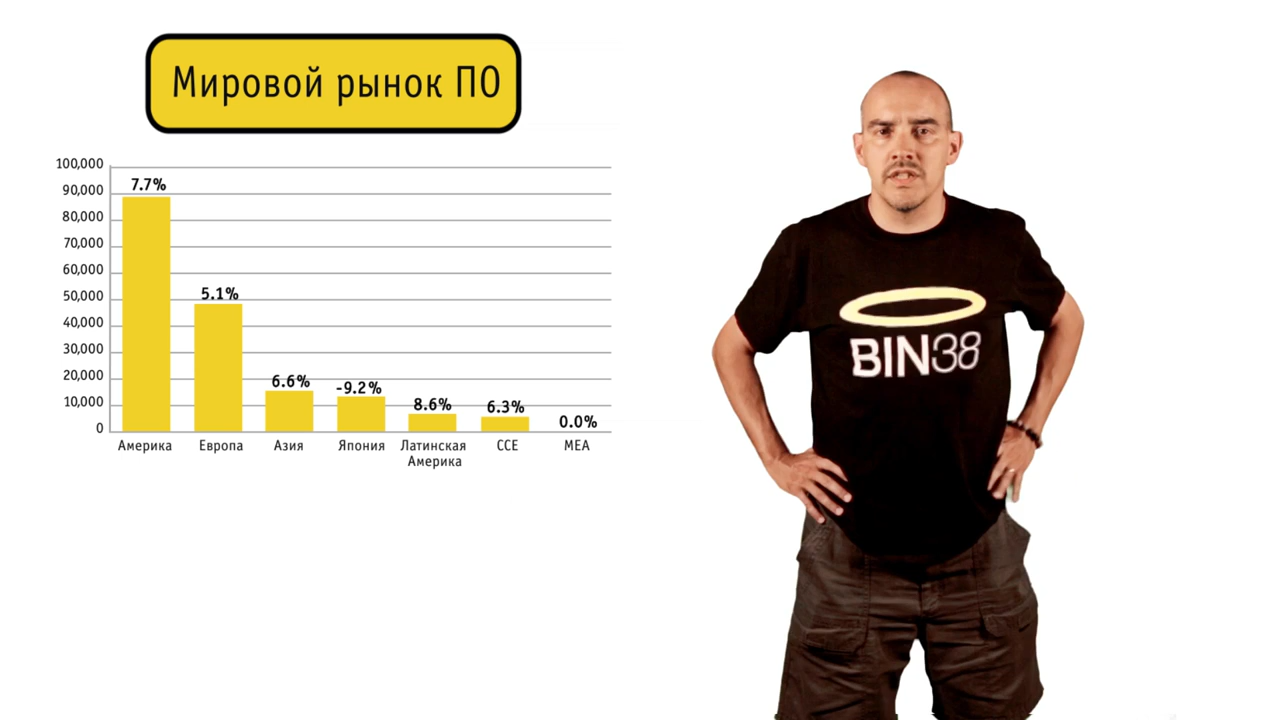 Мировой рынок ПО
100,000
90,000
80,000
70,000
60,000
50,000
40,000
30,000
20,000
10,000
0
7.7%
5.1%
6.6%
-9.2%
8.6%
6.3%
0.0%
Америка
Европа
Азия
Япония
Латинская
Америка
ССЕ
МЕА
BIN38